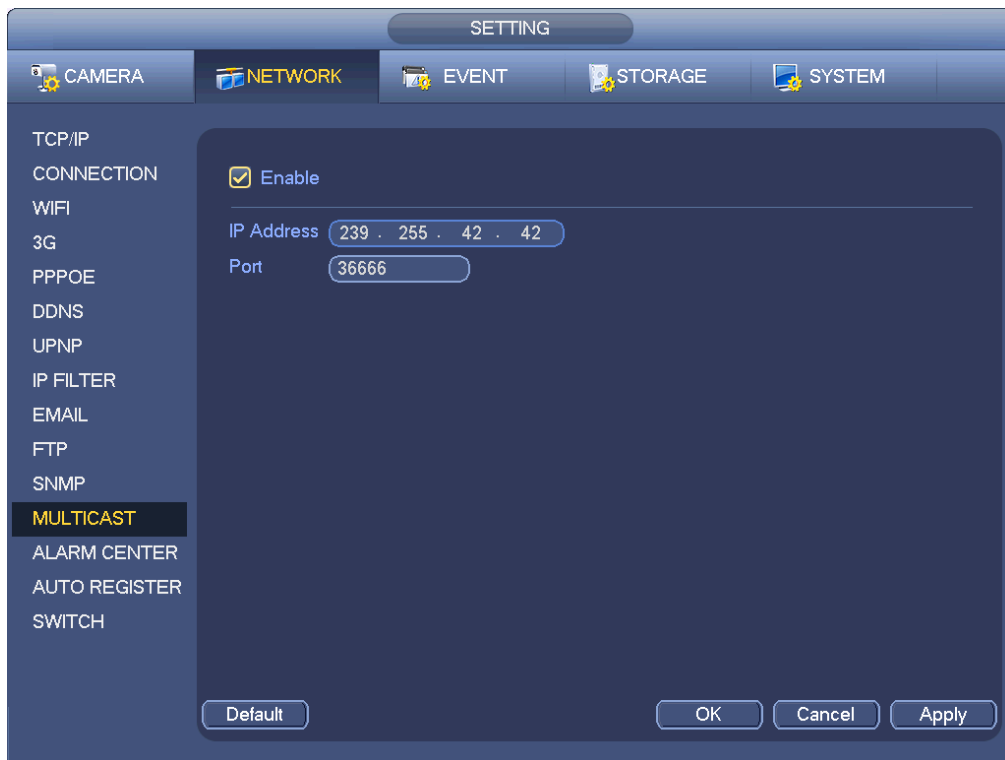 SETTING
CAMERA NETWORK EVENT STORAGE SYSTEM
TCP/IP
CONNECTION
WIFI
3G
PPPOE
DDNS
UPNP
IP FILTER
EMAIL
FTP
SNMP
MULTICAST
ALARM CENTER
AUTO REGISTER
SWITCH
Enable
IP Address 239 . 255 . 42 . 42
Port 36666
Default OK Cancel Apply